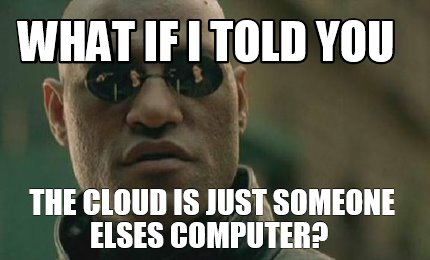 WHAT IF I TOLD YOU
THE CLOUD IS JUST SOMEONE
ELSES COMPUTER?